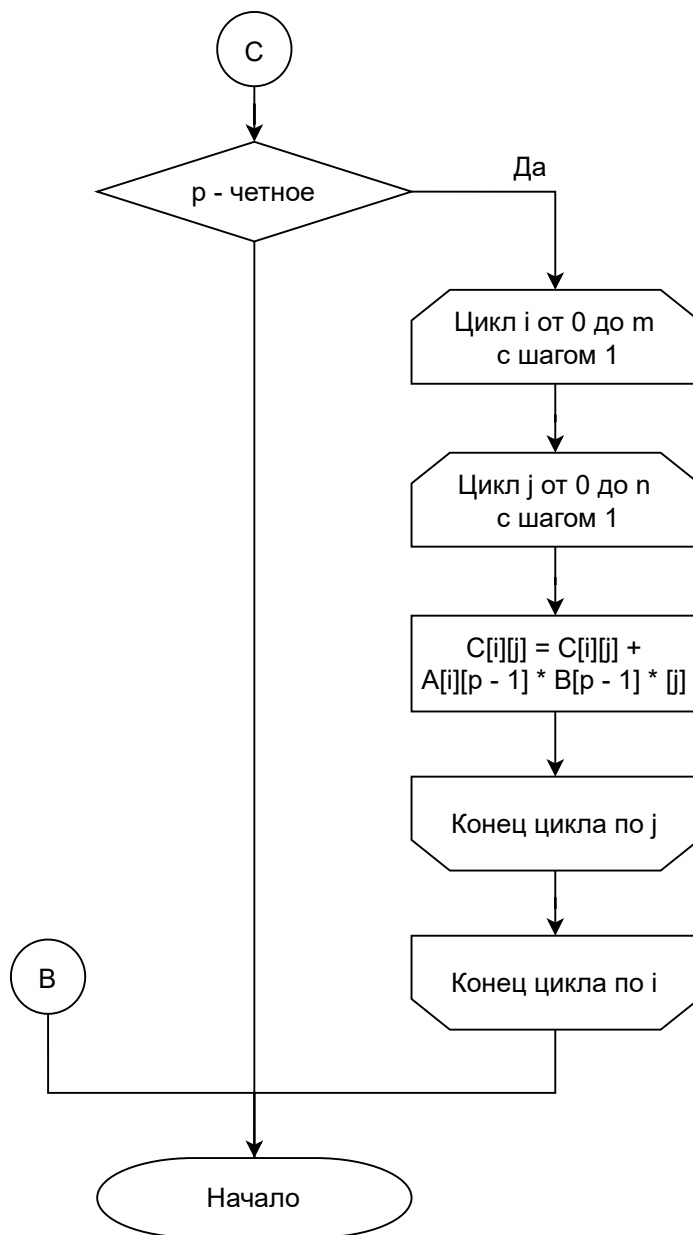 C
p - четное
Да
Цикл i от 0 до m
с шагом 1
Цикл j от 0 до n
с шагом 1
C[i][j] = C[i][j] +
A[i][p - 1] * B[p - 1] * [j]
Конец цикла по j
B
Конец цикла по i
Начало